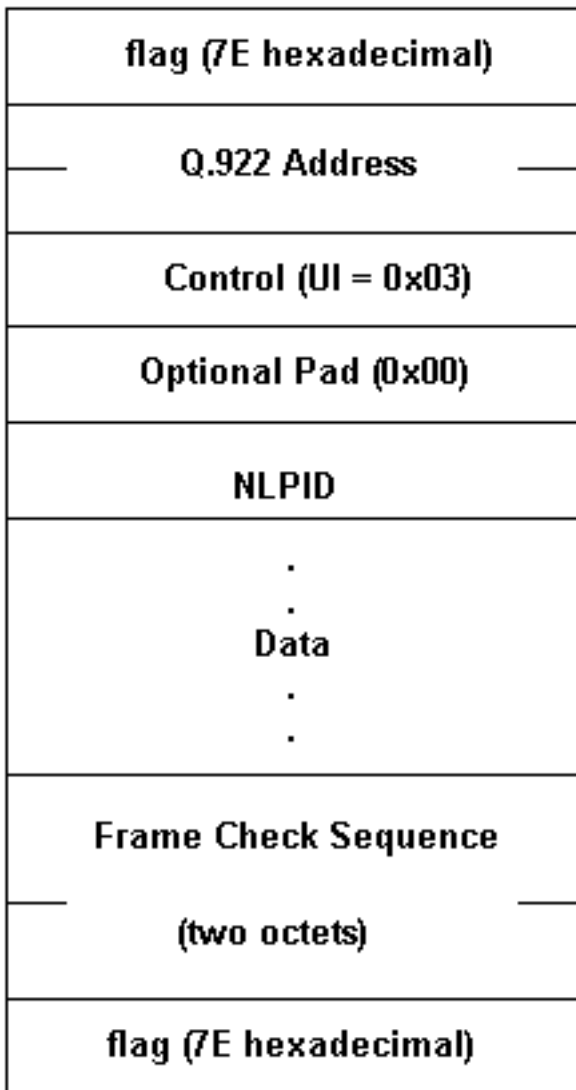 flag (7E hexadecimal)
Q.922 Address
Control (UI = 0x03)
Optional Pad (0x00)
NLPID
.
.
Data
.
.
Frame Check Sequence
(two octets)
flag (7E hexadecimal)